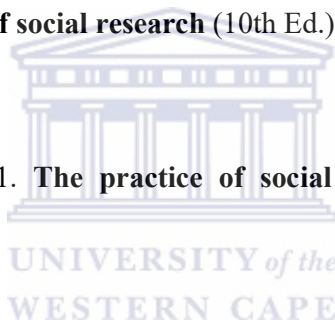 f social research (10th Ed.)
1. The practice of social
UNIVERSITY of the
WESTERN CAPE